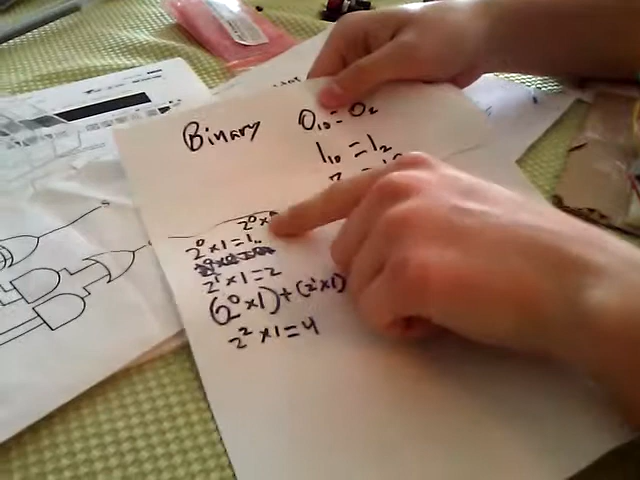 Binary
0₁₀ = 0₂
1₁₀ = 1₂
2⁰ ×
2⁰ × 1 = 1
2¹ × 1 = 2
(2⁰ × 1) + (2¹ × 1)
2² × 1 = 4